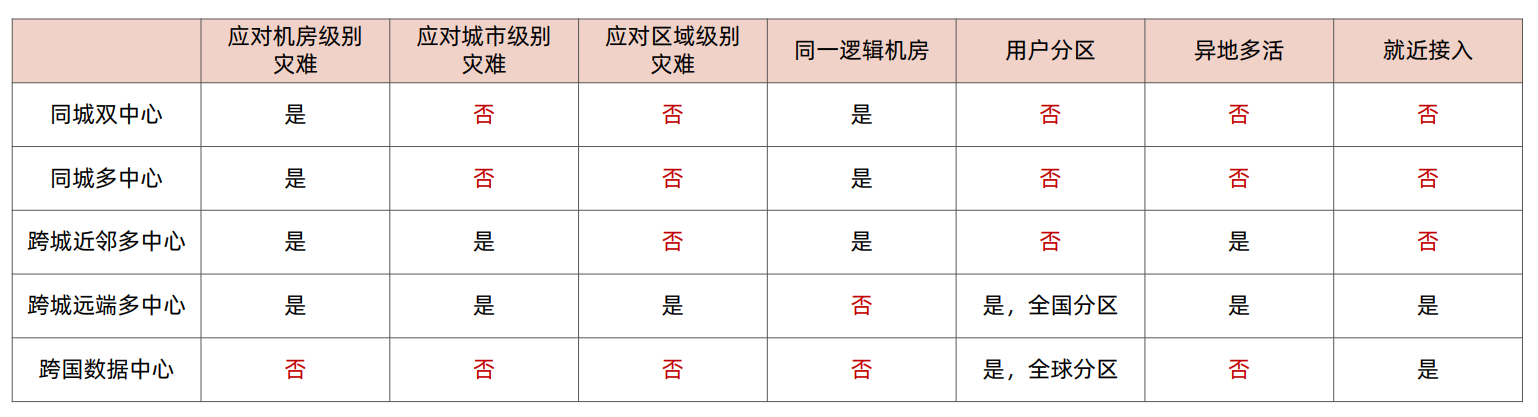 应对机房级别灾难 应对城市级别灾难 应对区域级别灾难 同一逻辑机房 用户分区 异地多活 就近接入
同城双中心 是 否 否 是 否 否 否
同城多中心 是 否 否 是 否 否 否
跨城近邻多中心 是 是 否 是 否 是 否
跨城远端多中心 是 是 是 否 是，全国分区 是 是
跨国数据中心 否 否 否 否 是，全球分区 否 是